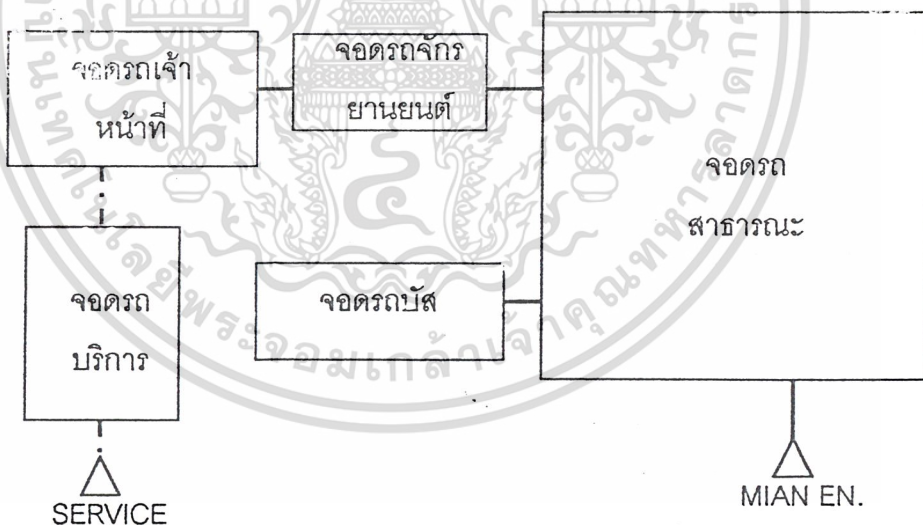 จอดรถเจ้า
หน้าที่
จอดรถจักร
ยานยนต์
จอดรถ
สาธารณะ
จอดรถ
บริการ
จอดรถบัส
SERVICE
MIAN EN.